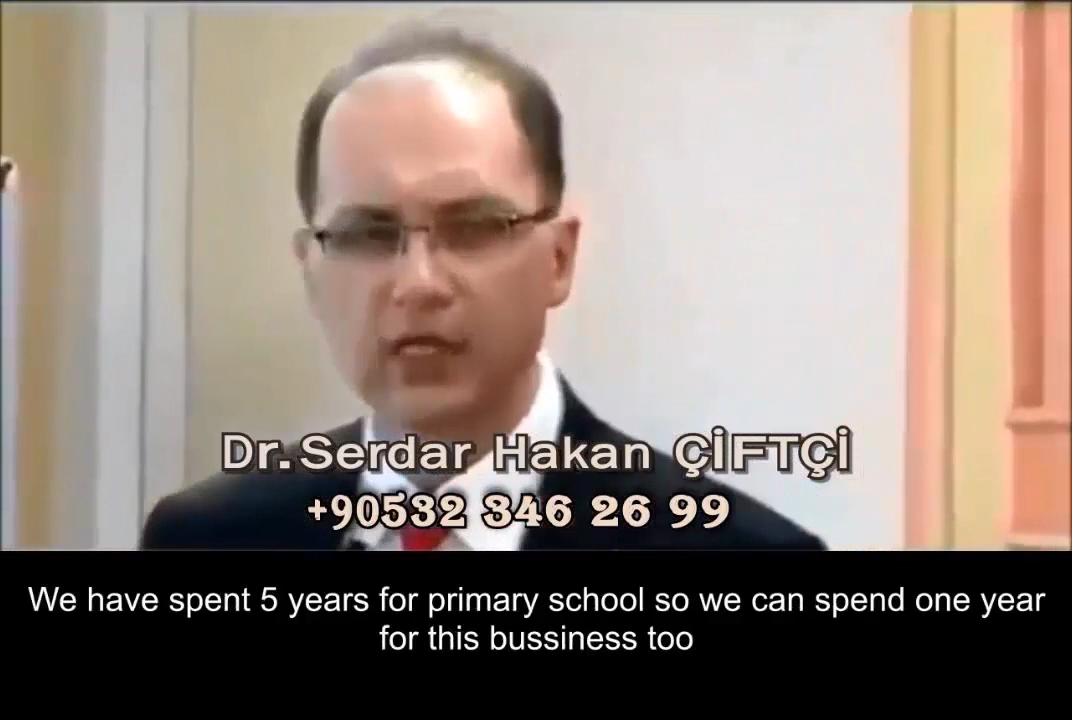 Dr. Serdar Hakan ÇİFTÇİ
+90532 346 26 99
We have spent 5 years for primary school so we can spend one year
for this bussiness too